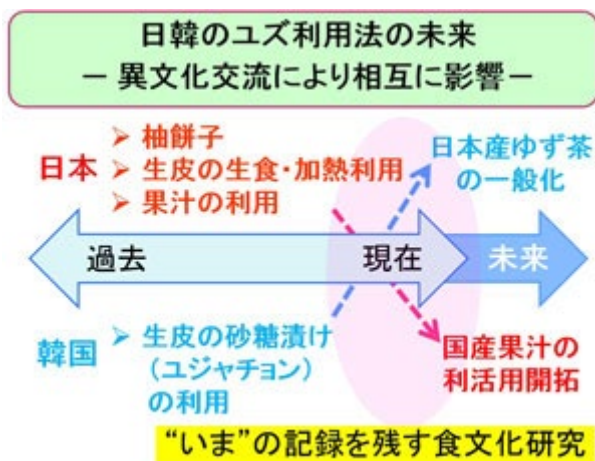 日韓のユズ利用法の未来
－ 異文化交流により相互に影響－
日本
➢ 柚餅子
➢ 生皮の生食・加熱利用
➢ 果汁の利用
日本産ゆず茶
の一般化
過去
現在
未来
韓国
➢ 生皮の砂糖漬け
（ユジャチョン）
の利用
国産果汁の
利活用開拓
“いま”の記録を残す食文化研究